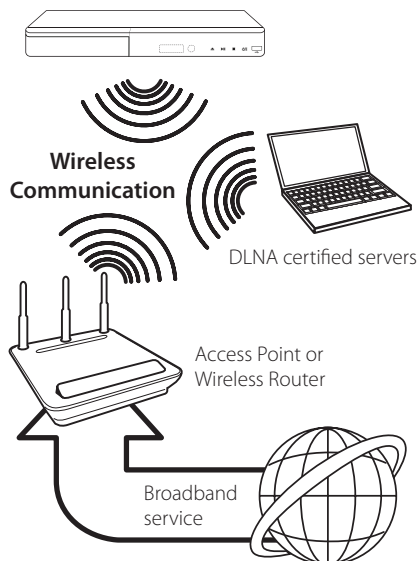 Wireless
Communication
DLNA certified servers
Access Point or
Wireless Router
Broadband
service